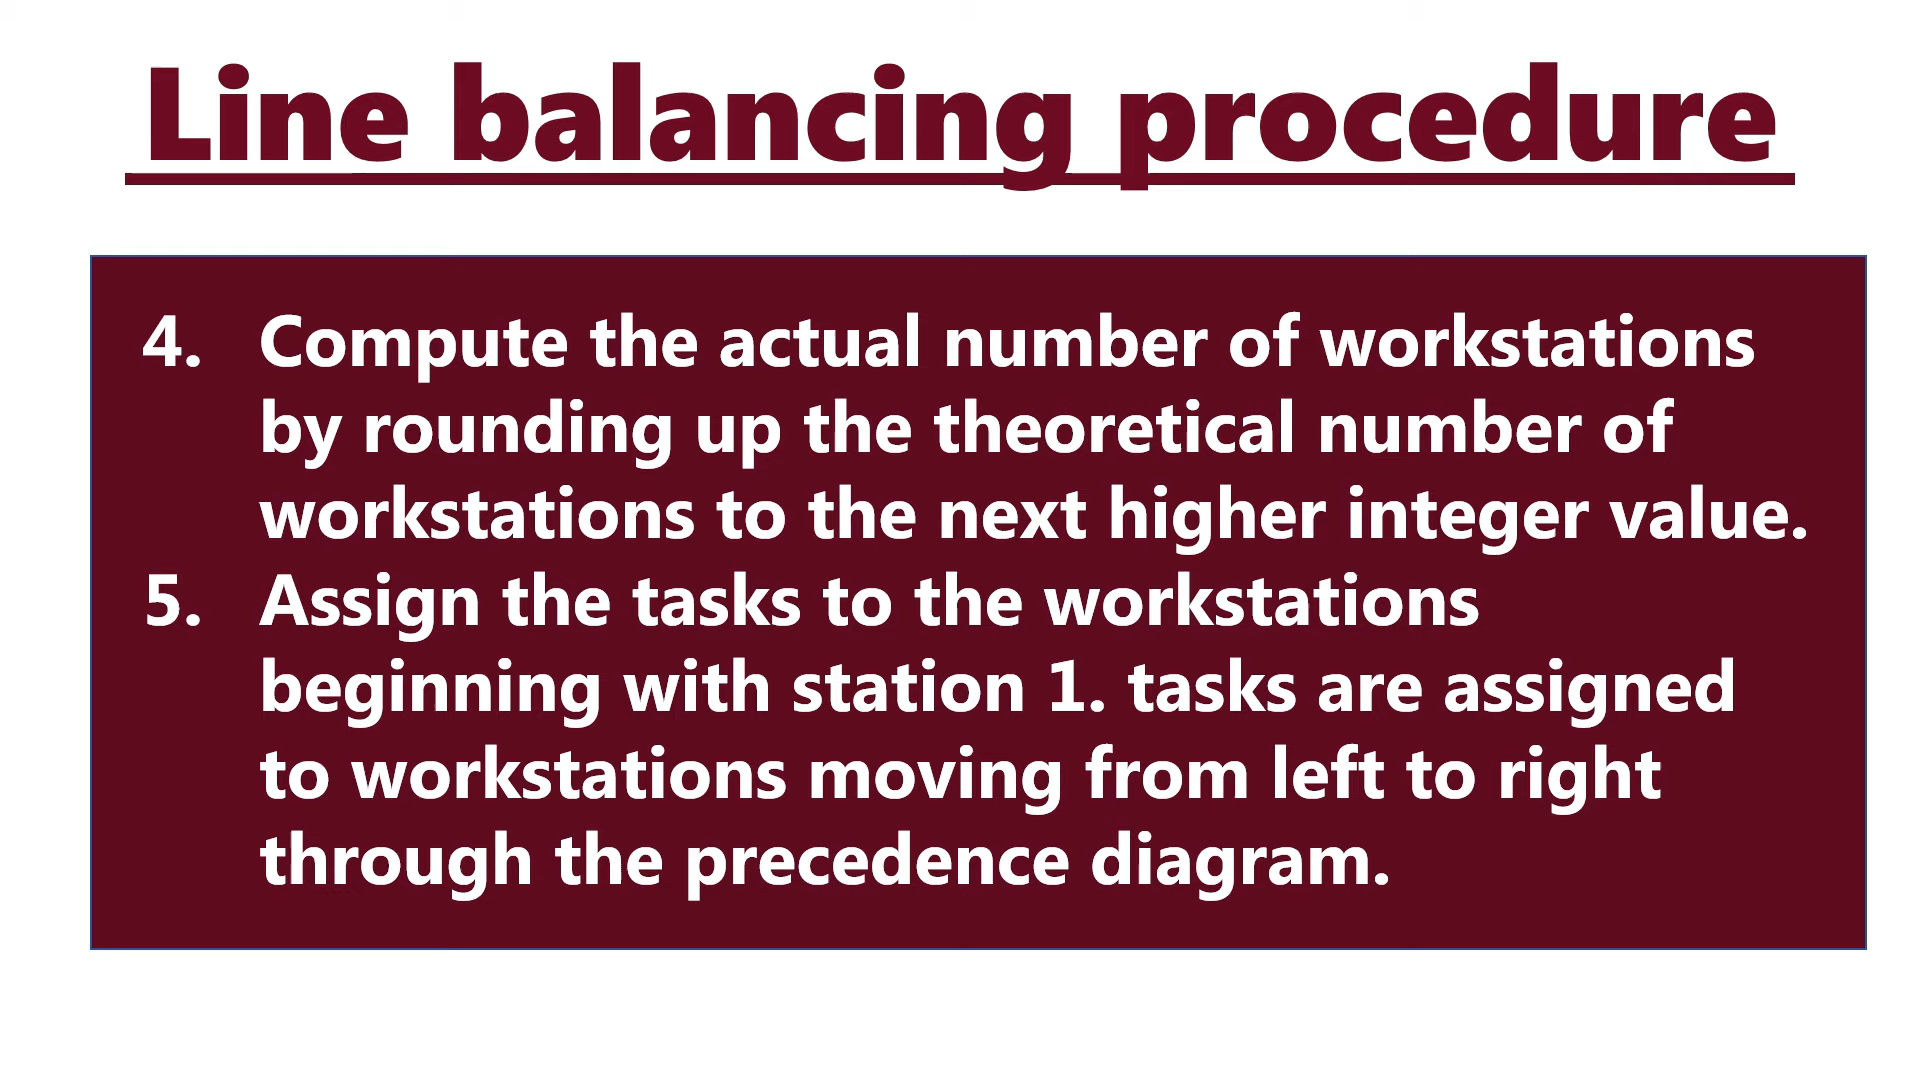 Line balancing procedure
4. Compute the actual number of workstations
by rounding up the theoretical number of
workstations to the next higher integer value.
5. Assign the tasks to the workstations
beginning with station 1. tasks are assigned
to workstations moving from left to right
through the precedence diagram.